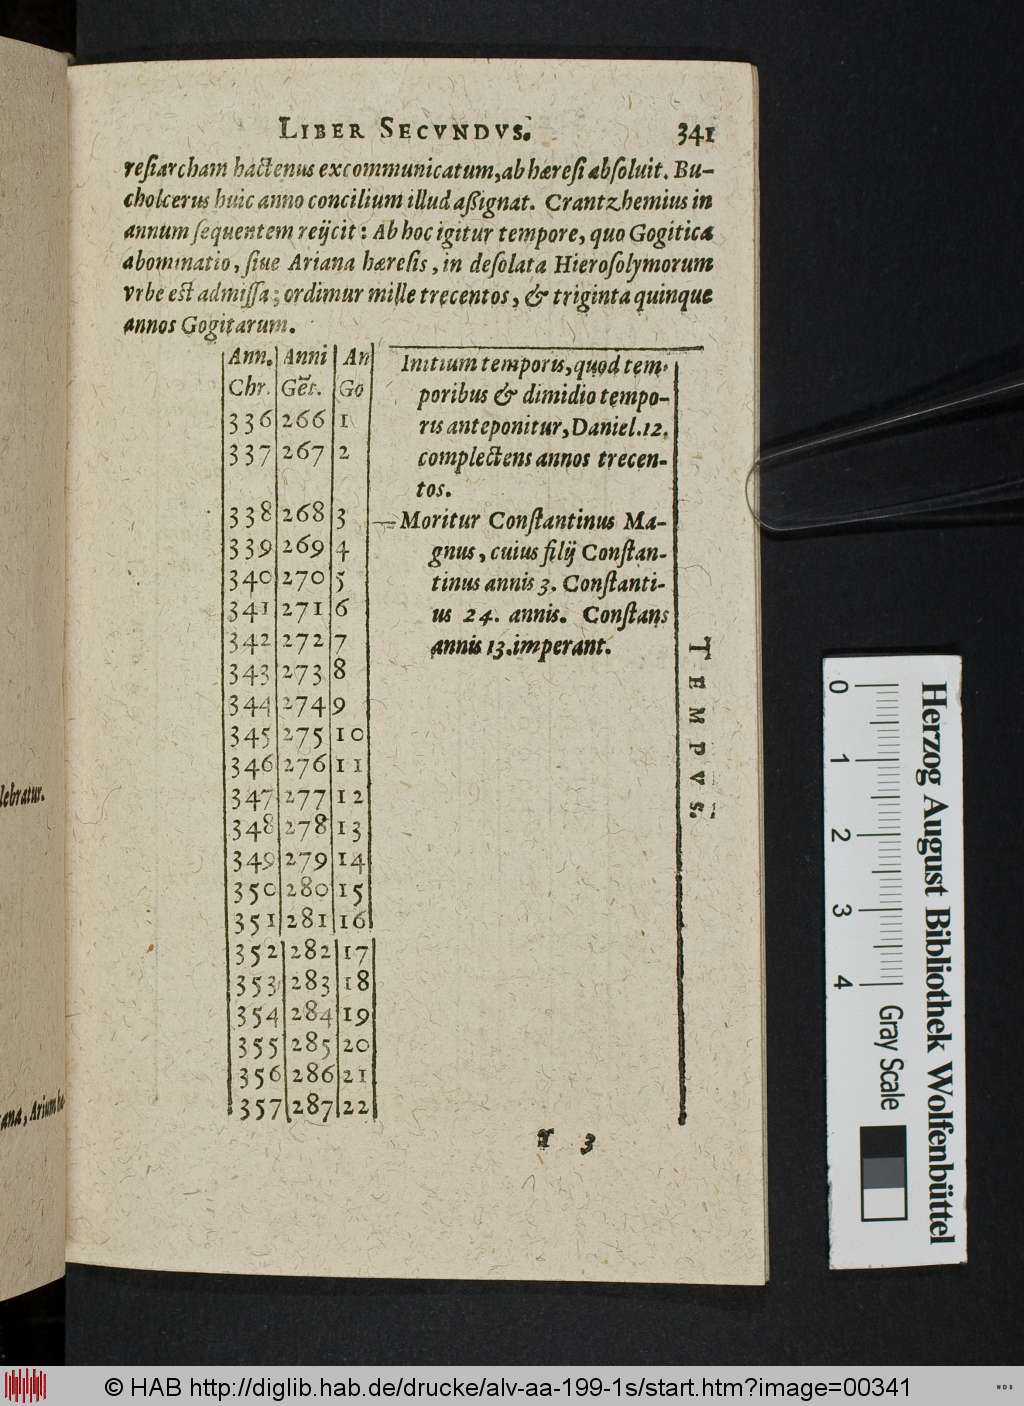 LIBER SECVNDVS. 341
resiarcham hactenus excommunicatum, ab hæresi absoluit. Bu-
cholcerus huic anno concilium illud aßignat. Crantzhemius in
annum sequentem reijcit: Ab hoc igitur tempore, quo Gogitica
abominatio, siue Ariana hæresis, in desolata Hierosolymorum
vrbe est admissa; ordimur mille trecentos, & triginta quinque
annos Gogitarum.
Ann. Anni An
Chr. Ge͂t. Go
336 266 1
337 267 2
338 268 3
339 269 4
340 270 5
341 271 6
342 272 7
343 273 8
344 274 9
345 275 10
346 276 11
347 277 12
348 278 13
349 279 14
350 280 15
351 281 16
352 282 17
353 283 18
354 284 19
355 285 20
356 286 21
357 287 22
Initium temporis, quod tem-
poribus & dimidio tempo-
ris anteponitur, Daniel. 12.
complectens annos trecen-
tos.
Moritur Constantinus Ma-
gnus, cuius filij Constan-
tinus annis 3. Constanti-
us 24. annis. Constans
annis 13. imperant.
TEMPVS.
Y 3
lebratur.
ana, Arium hæ-
Herzog August Bibliothek Wolfenbüttel
0 1 2 3 4 Gray Scale
© HAB http://diglib.hab.de/drucke/alv-aa-199-1s/start.htm?image=00341